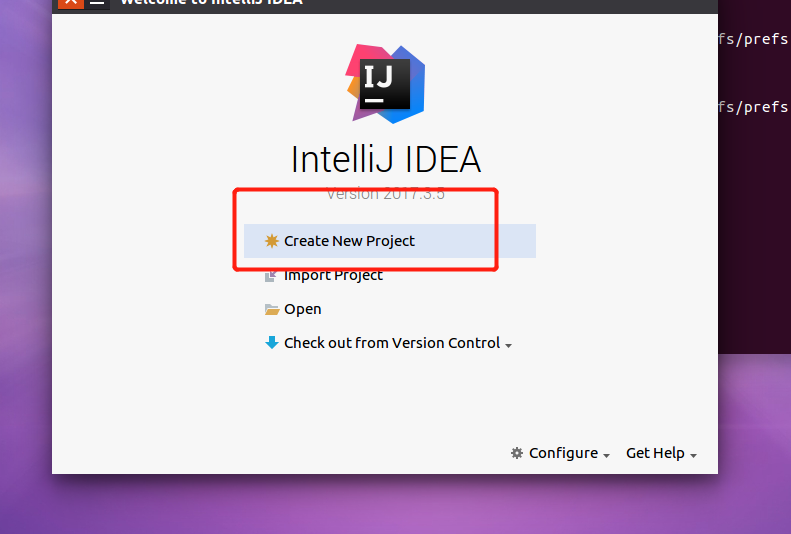 Welcome to IntelliJ IDEA
fs/prefs
IJ
fs/prefs
IntelliJ IDEA
Version 2017.3.5
Create New Project
Import Project
Open
Check out from Version Control
Configure
Get Help